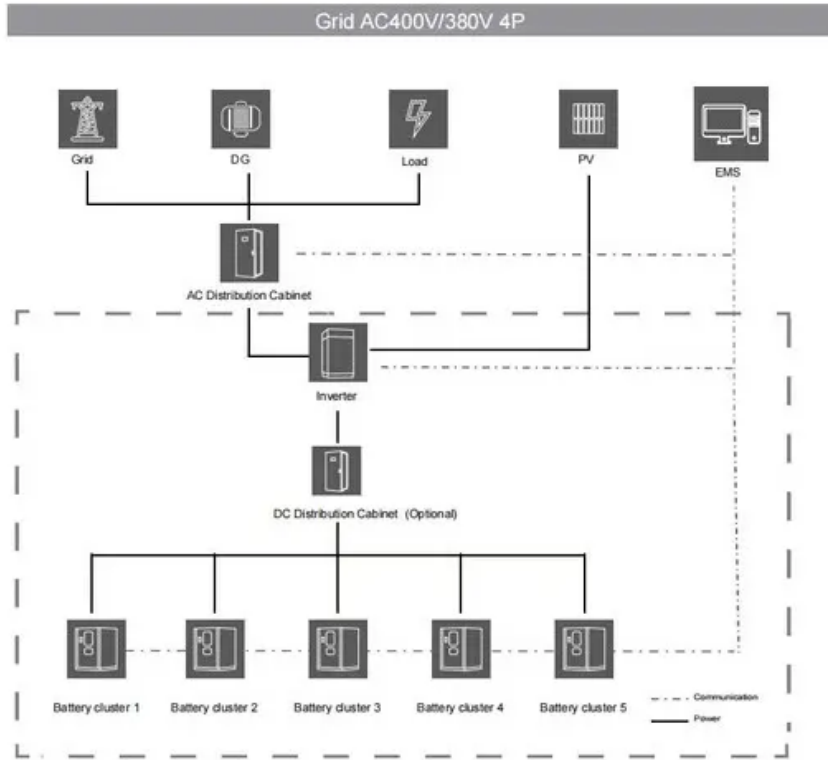 Grid AC400V/380V 4P
Grid
DG
Load
PV
EMS
AC Distribution Cabinet
Inverter
DC Distribution Cabinet (Optional)
Battery cluster 1
Battery cluster 2
Battery cluster 3
Battery cluster 4
Battery cluster 5
Communication
Power